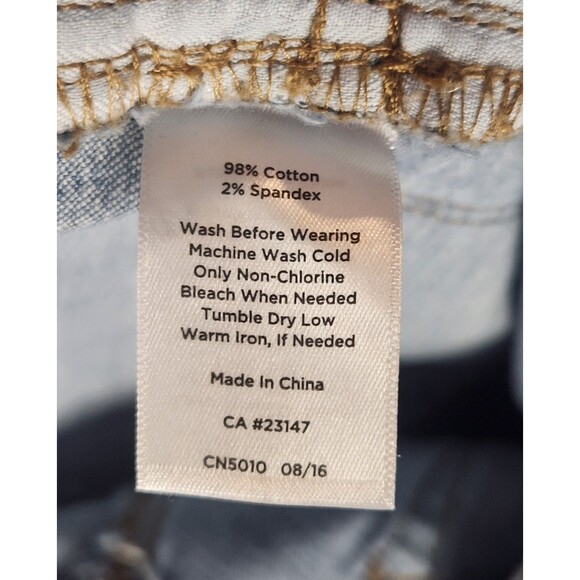 98% Cotton
2% Spandex
Wash Before Wearing
Machine Wash Cold
Only Non-Chlorine
Bleach When Needed
Tumble Dry Low
Warm Iron, If Needed
Made In China
CA #23147
CN5010 08/16